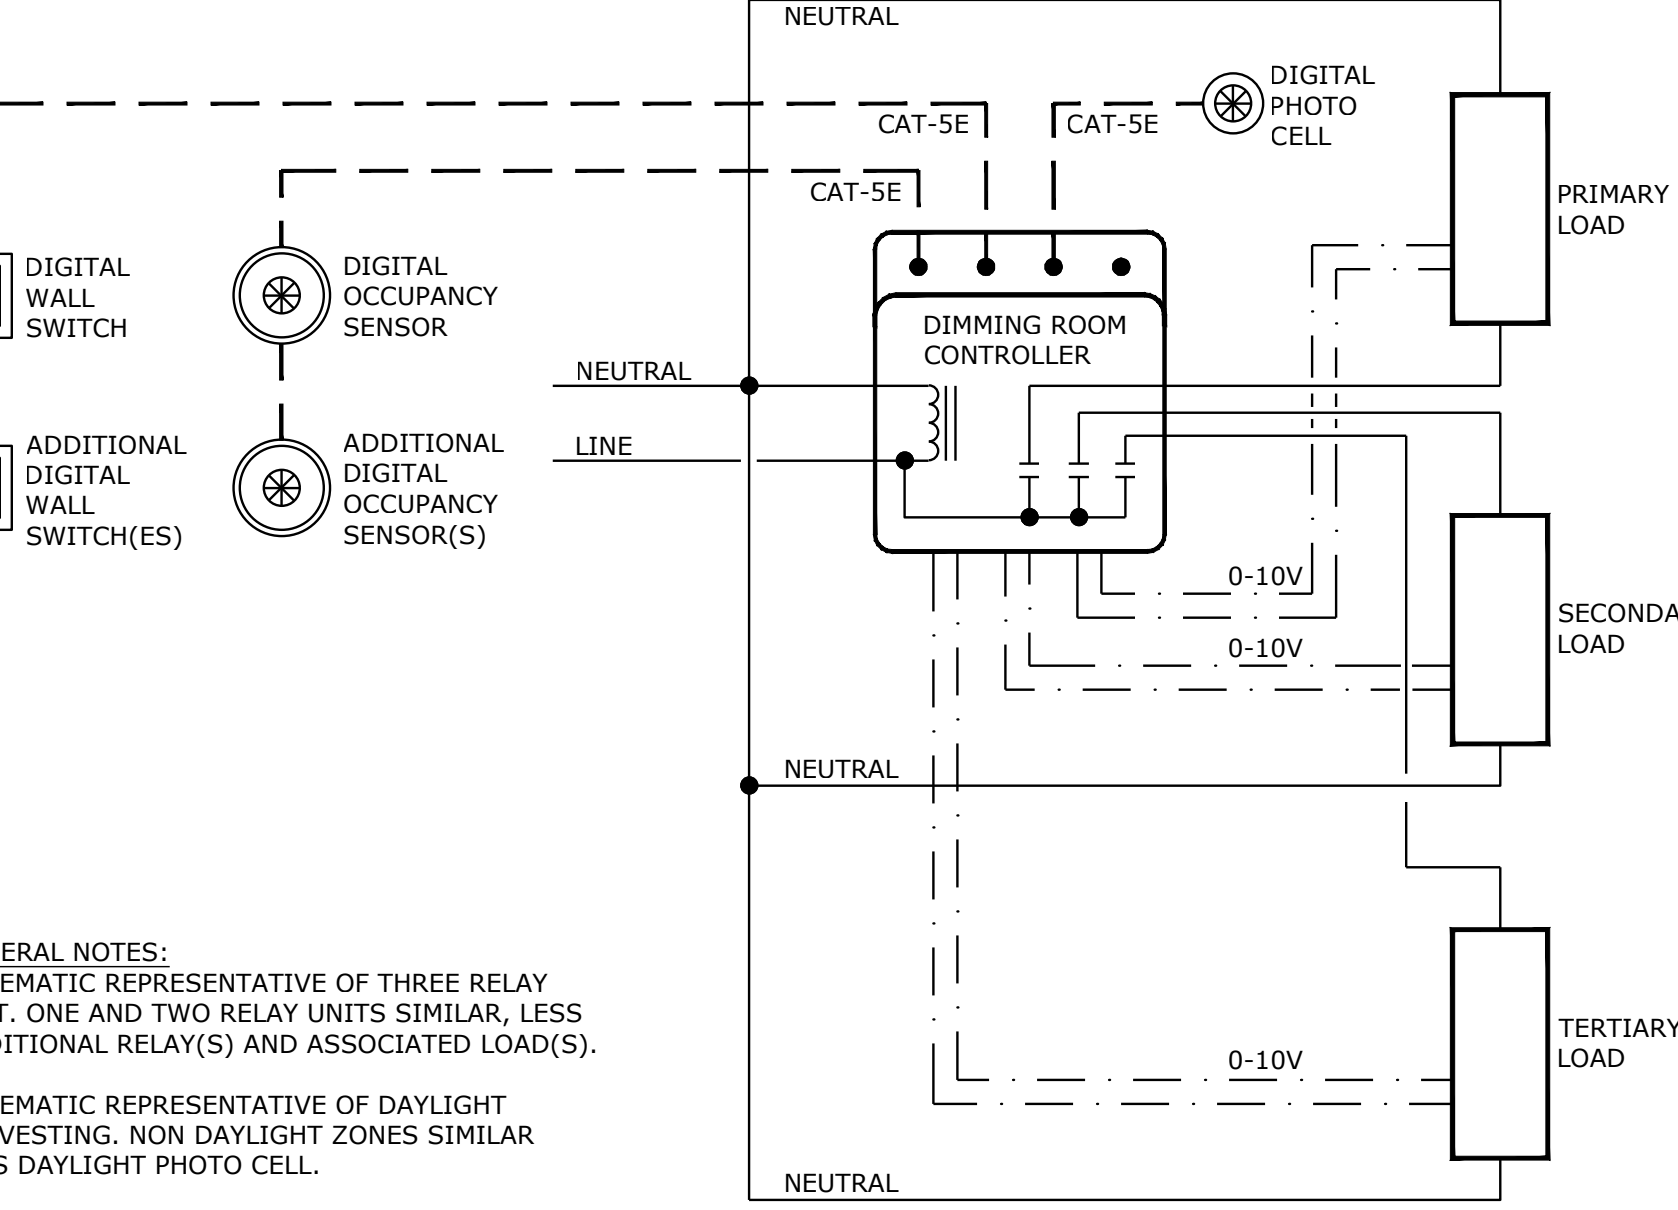 NEUTRAL
DIGITAL
PHOTO
CELL
CAT-5E
CAT-5E
CAT-5E
PRIMARY
LOAD
DIGITAL
WALL
SWITCH
DIGITAL
OCCUPANCY
SENSOR
DIMMING ROOM
CONTROLLER
NEUTRAL
LINE
ADDITIONAL
DIGITAL
WALL
SWITCH(ES)
ADDITIONAL
DIGITAL
OCCUPANCY
SENSOR(S)
0-10V
0-10V
SECONDA
LOAD
NEUTRAL
ERAL NOTES:
EMATIC REPRESENTATIVE OF THREE RELAY
T. ONE AND TWO RELAY UNITS SIMILAR, LESS
DITIONAL RELAY(S) AND ASSOCIATED LOAD(S).
EMATIC REPRESENTATIVE OF DAYLIGHT
VESTING. NON DAYLIGHT ZONES SIMILAR
S DAYLIGHT PHOTO CELL.
TERTIARY
LOAD
0-10V
NEUTRAL